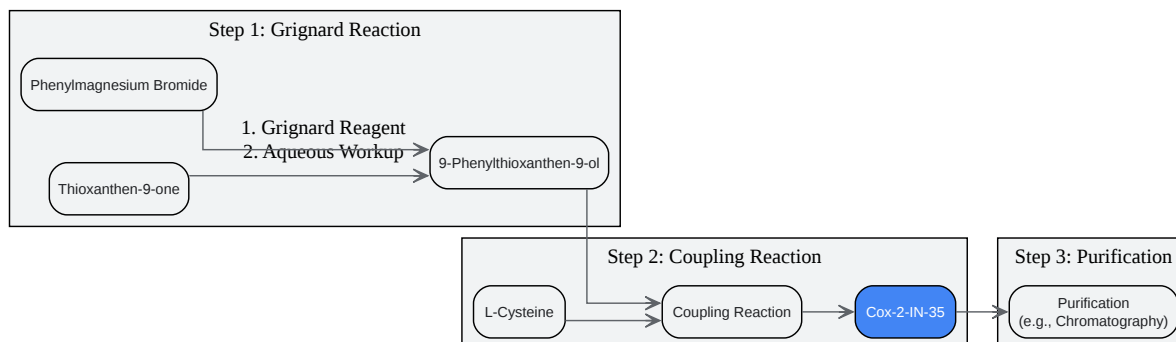 Step 1: Grignard Reaction
Phenylmagnesium Bromide
1. Grignard Reagent
2. Aqueous Workup
9-Phenylthioxanthen-9-ol
Thioxanthen-9-one
Step 2: Coupling Reaction
L-Cysteine
Coupling Reaction
Cox-2-IN-35
Step 3: Purification
Purification
(e.g., Chromatography)